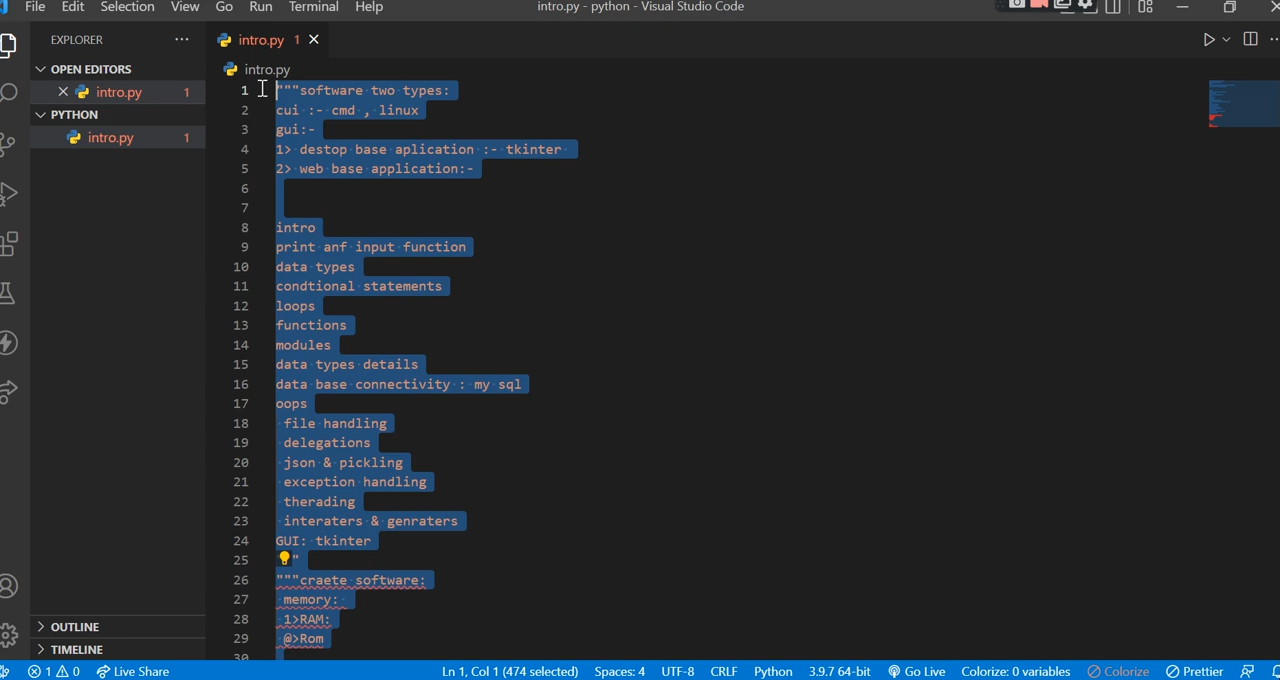 File Edit Selection View Go Run Terminal Help intro.py - python - Visual Studio Code
EXPLORER
intro.py 1
OPEN EDITORS
intro.py 1
PYTHON
intro.py 1
intro.py
1 """software two types:
2 cui :- cmd , linux
3 gui:-
4 1> destop base aplication :- tkinter
5 2> web base application:-
6
7
8 intro
9 print anf input function
10 data types
11 condtional statements
12 loops
13 functions
14 modules
15 data types details
16 data base connectivity : my sql
17 oops
18 file handling
19 delegations
20 json & pickling
21 exception handling
22 therading
23 interaters & genraters
24 GUI: tkinter
25 "
26 """craete software:
27 memory:
28 1>RAM:
29 @>Rom
30
OUTLINE
TIMELINE
1 0 Live Share Ln 1, Col 1 (474 selected) Spaces: 4 UTF-8 CRLF Python 3.9.7 64-bit Go Live Colorize: 0 variables Colorize Prettier